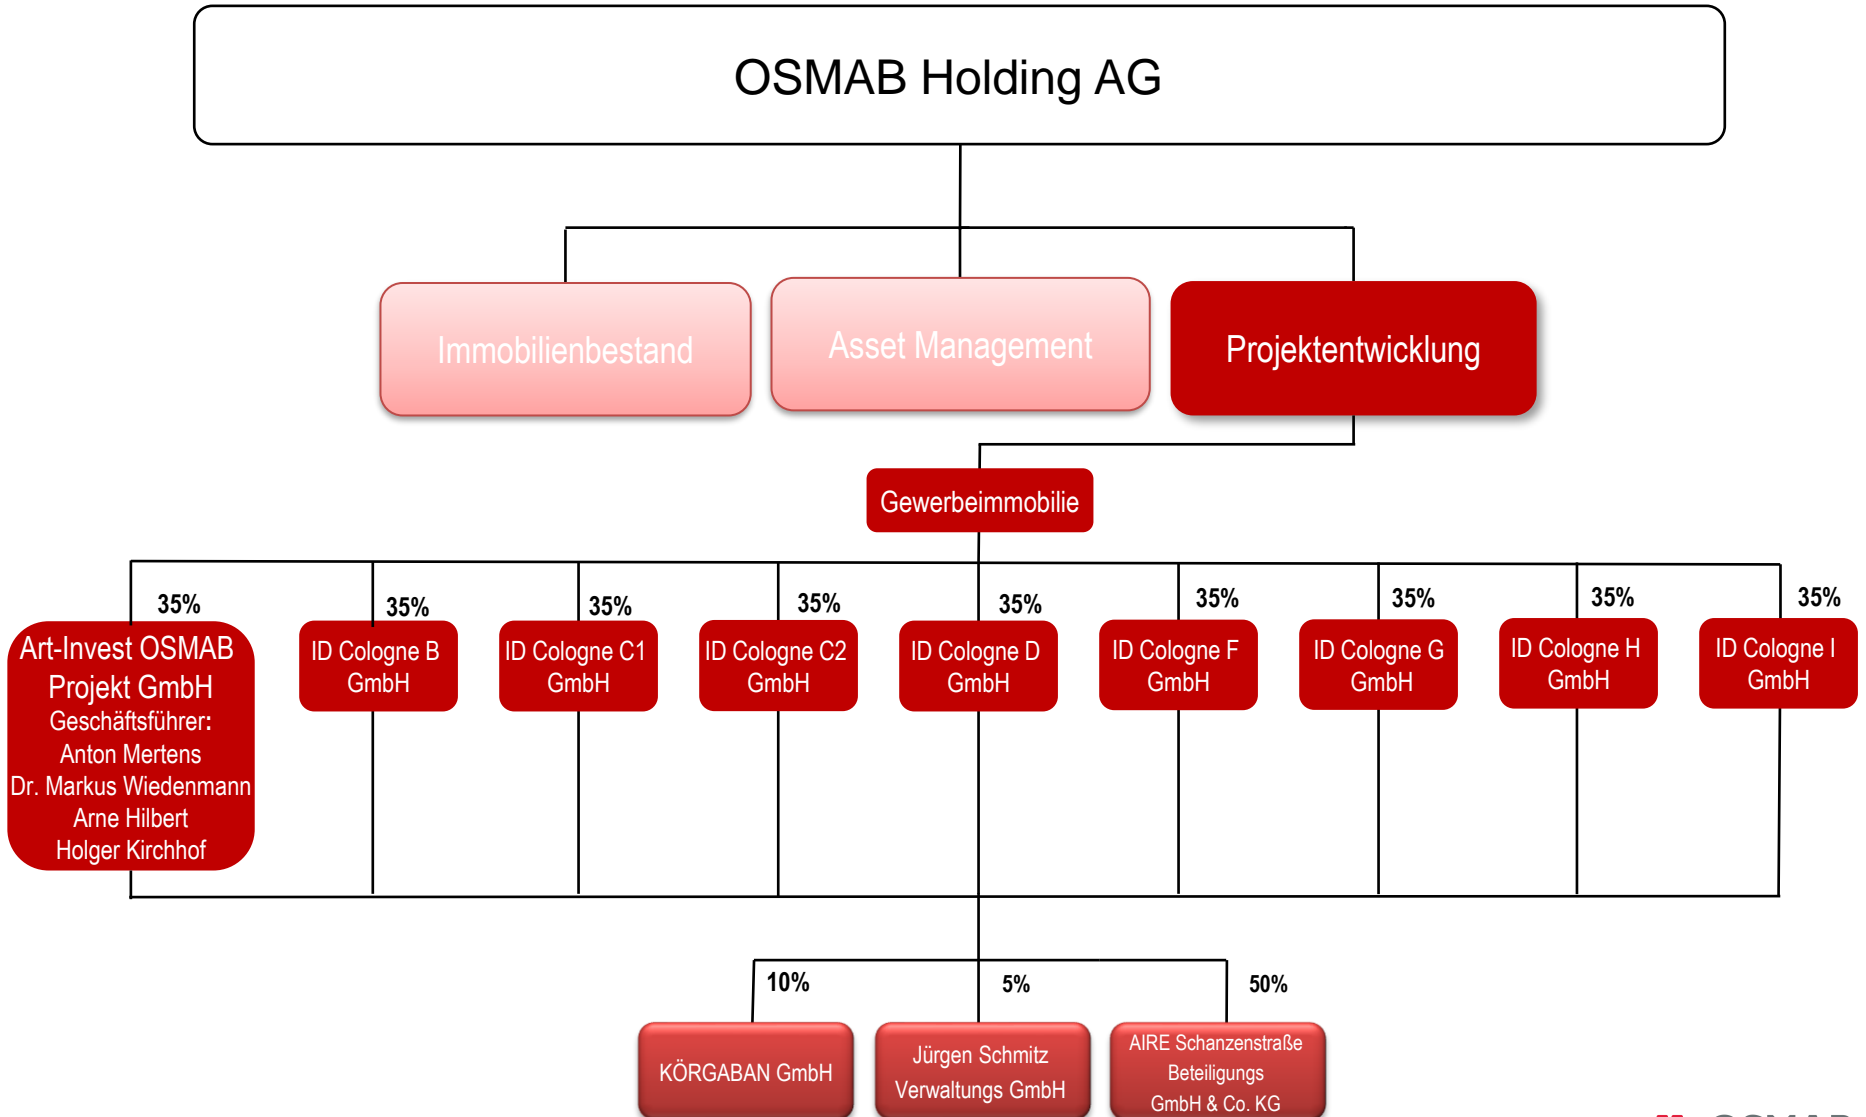 OSMAB Holding AG
Immobilienbestand
Asset Management
Projektentwicklung
Gewerbeimmobilie
35%
35%
35%
35%
35%
35%
35%
35%
35%
Art-Invest OSMAB
Projekt GmbH
Geschäftsführer:
Anton Mertens
Dr. Markus Wiedenmann
Arne Hilbert
Holger Kirchhof
ID Cologne B
GmbH
ID Cologne C1
GmbH
ID Cologne C2
GmbH
ID Cologne D
GmbH
ID Cologne F
GmbH
ID Cologne G
GmbH
ID Cologne H
GmbH
ID Cologne I
GmbH
10%
5%
50%
KÖRGABAN GmbH
Jürgen Schmitz
Verwaltungs GmbH
AIRE Schanzenstraße
Beteiligungs
GmbH & Co. KG
OSMAB